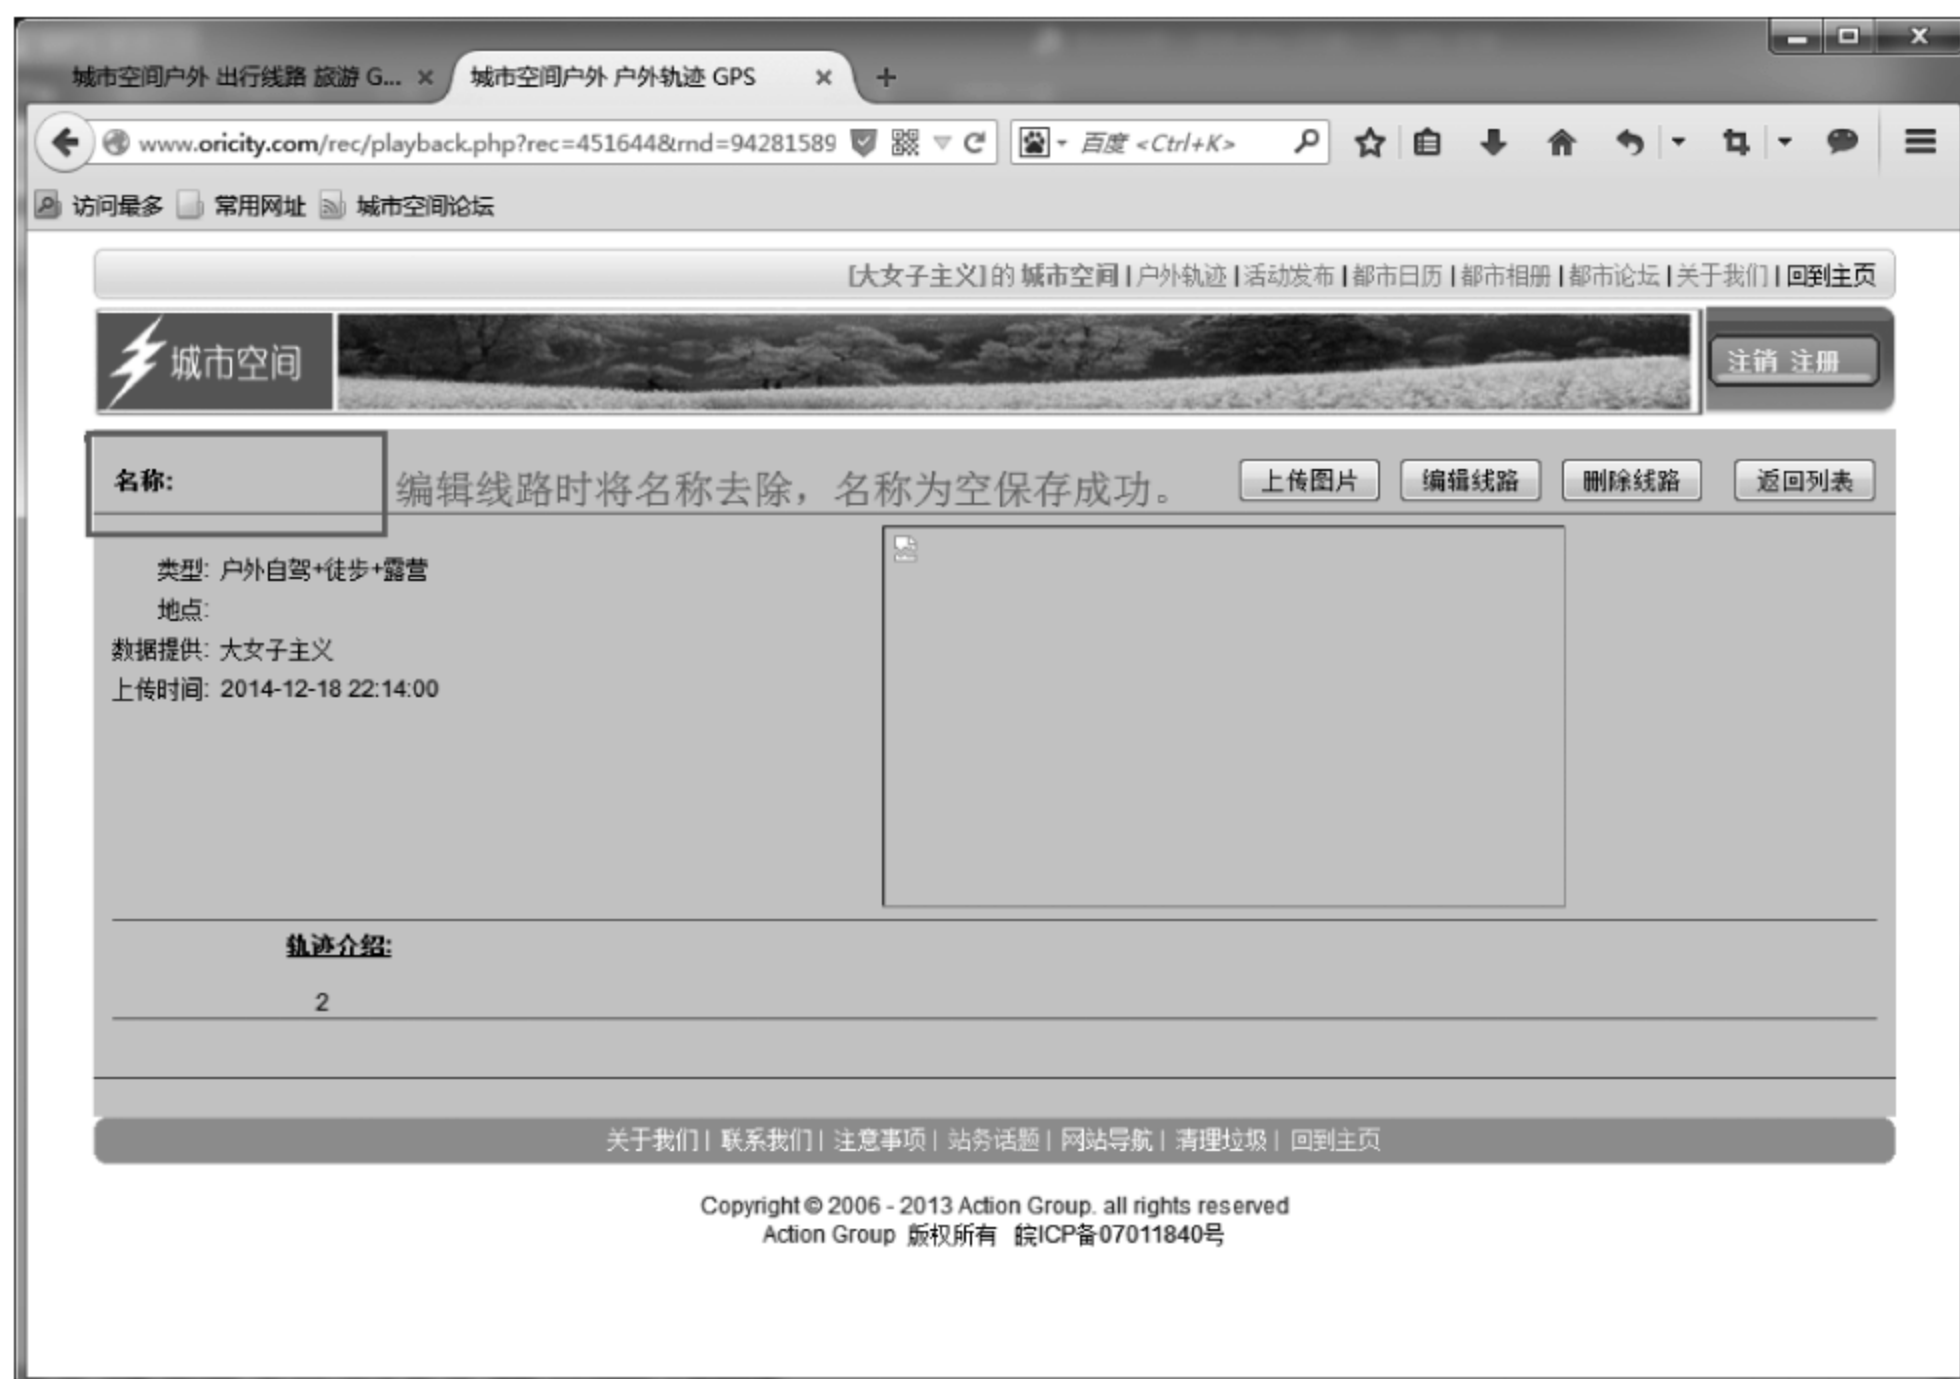 城市空间户外 出行线路 旅游 G... × 城市空间户外 户外轨迹 GPS × +
www.oricity.com/rec/playback.php?rec=451644&rnd=94281589 百度 <Ctrl+K>
访问最多 常用网址 城市空间论坛
[大女子主义]的 城市空间 | 户外轨迹 | 活动发布 | 都市日历 | 都市相册 | 都市论坛 | 关于我们 | 回到主页
城市空间 注销 注册
名称: 编辑线路时将名称去除，名称为空保存成功。 上传图片 编辑线路 删除线路 返回列表
类型: 户外自驾+徒步+露营
地点:
数据提供: 大女子主义
上传时间: 2014-12-18 22:14:00
轨迹介绍:
2
关于我们 | 联系我们 | 注意事项 | 站务话题 | 网站导航 | 清理垃圾 | 回到主页
Copyright © 2006 - 2013 Action Group. all rights reserved
Action Group 版权所有 皖ICP备07011840号